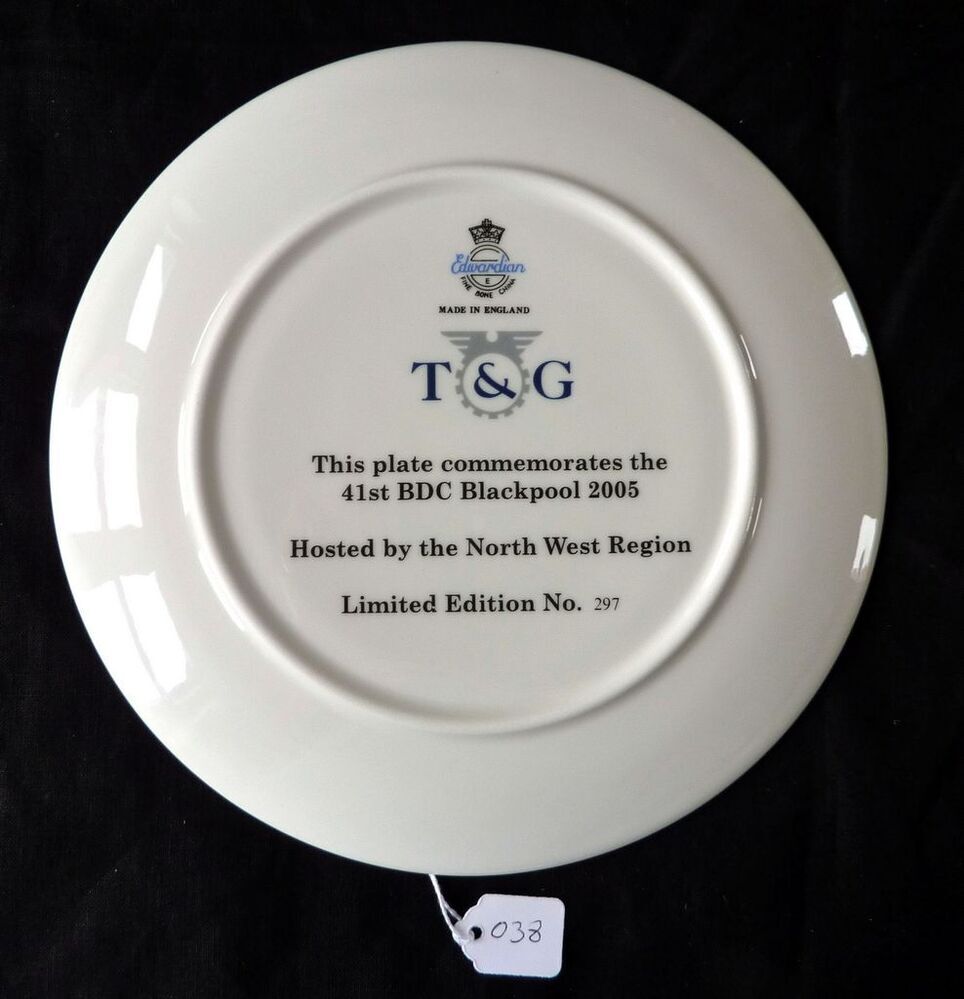 Edwardian
E
FINE BONE CHINA
MADE IN ENGLAND
T & G
This plate commemorates the
41st BDC Blackpool 2005
Hosted by the North West Region
Limited Edition No. 297
038